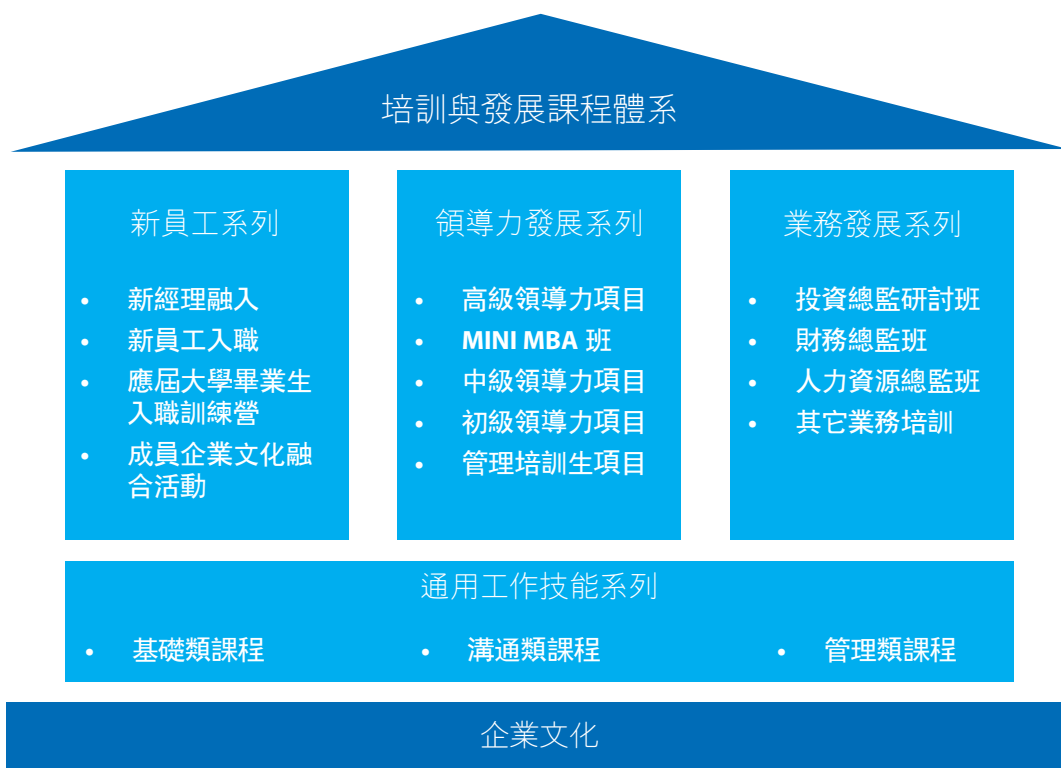 培訓與發展課程體系
新員工系列
• 新經理融入
• 新員工入職
• 應屆大學畢業生
入職訓練營
• 成員企業文化融
合活動
領導力發展系列
• 高級領導力項目
• MINI MBA 班
• 中級領導力項目
• 初級領導力項目
• 管理培訓生項目
業務發展系列
• 投資總監研討班
• 財務總監班
• 人力資源總監班
• 其它業務培訓
通用工作技能系列
• 基礎類課程 • 溝通類課程 • 管理類課程
企業文化